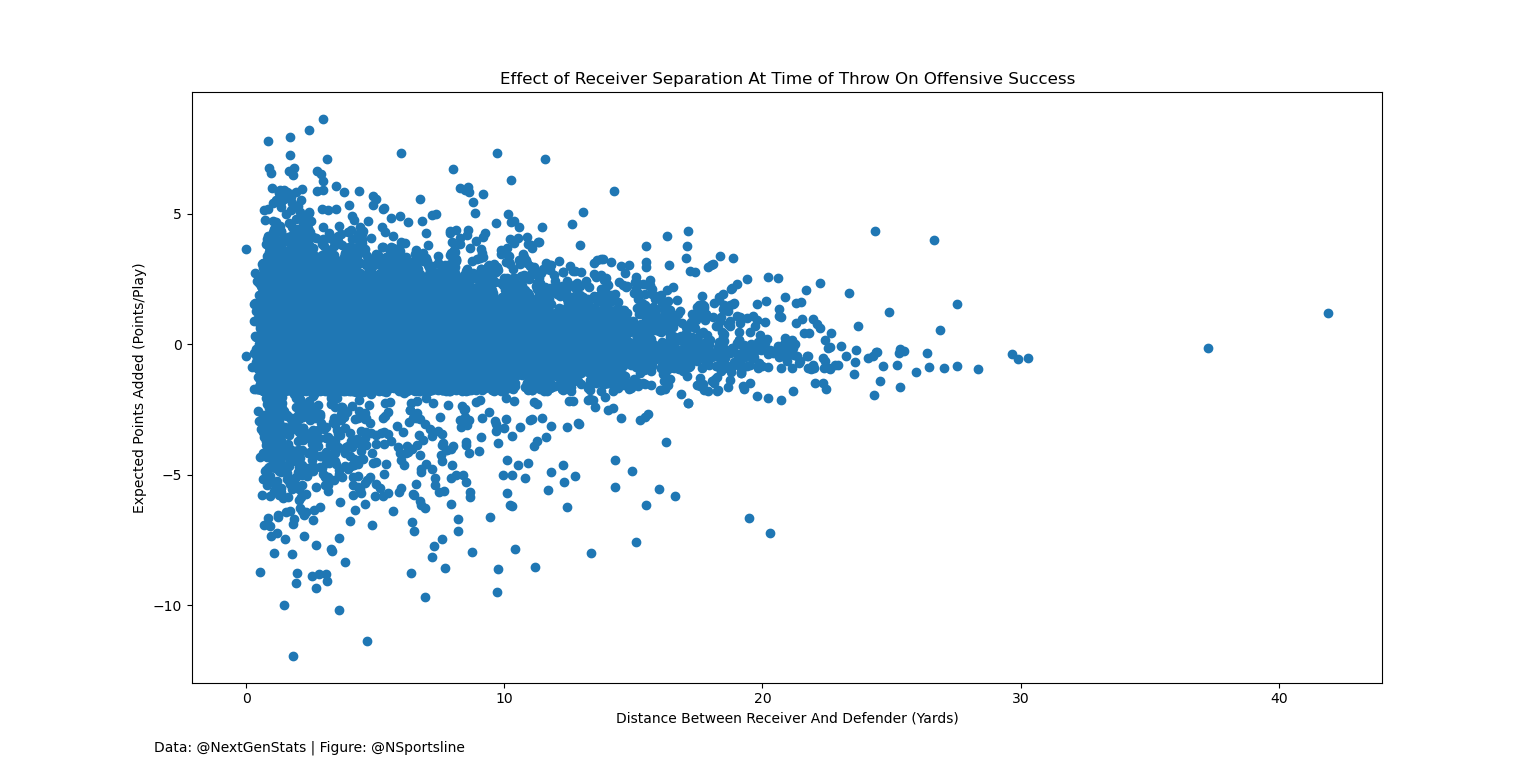 Effect of Receiver Separation At Time of Throw On Offensive Success
Expected Points Added (Points/Play)
5
0
−5
−10
0 10 20 30 40
Distance Between Receiver And Defender (Yards)
Data: @NextGenStats | Figure: @NSportsline